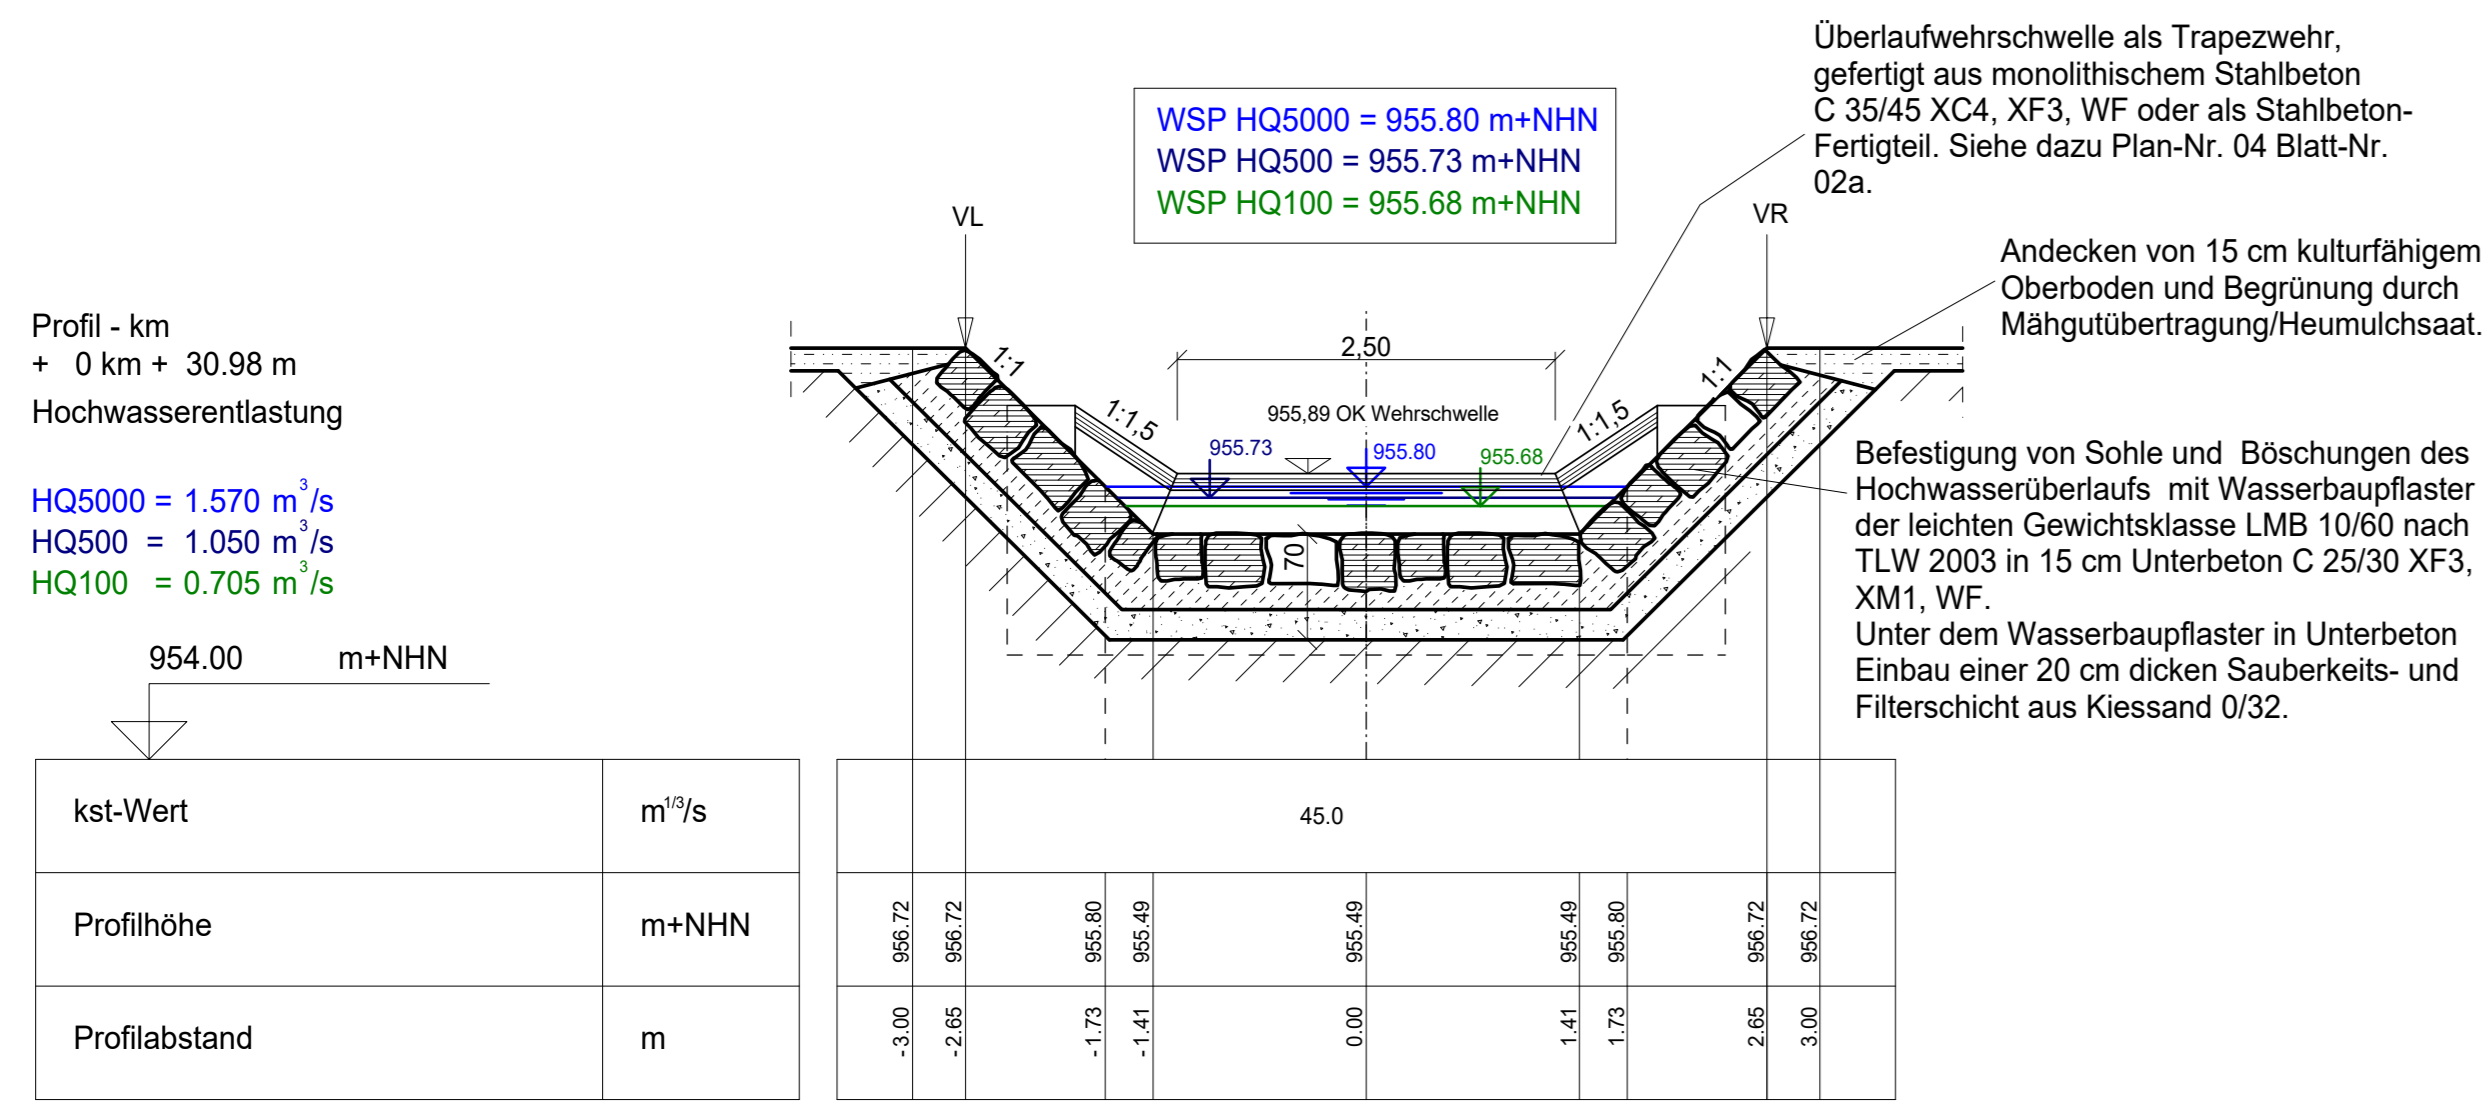 Überlaufwehrschwelle als Trapezwehr,
gefertigt aus monolithischem Stahlbeton
C 35/45 XC4, XF3, WF oder als Stahlbeton-
Fertigteil. Siehe dazu Plan-Nr. 04 Blatt-Nr.
02a.
WSP HQ5000 = 955.80 m+NHN
WSP HQ500 = 955.73 m+NHN
WSP HQ100 = 955.68 m+NHN
VL
VR
Andecken von 15 cm kulturfähigem
Oberboden und Begrünung durch
Mähgutübertragung/Heumulchsaat.
Profil - km
+ 0 km + 30.98 m
Hochwasserentlastung
2,50
1:1
1:1
1:1,5
1:1,5
955,89 OK Wehrschwelle
955.73
955.80
955.68
70
Befestigung von Sohle und Böschungen des
Hochwasserüberlaufs mit Wasserbaupflaster
der leichten Gewichtsklasse LMB 10/60 nach
TLW 2003 in 15 cm Unterbeton C 25/30 XF3,
XM1, WF.
Unter dem Wasserbaupflaster in Unterbeton
Einbau einer 20 cm dicken Sauberkeits- und
Filterschicht aus Kiessand 0/32.
HQ5000 = 1.570 m³/s
HQ500 = 1.050 m³/s
HQ100 = 0.705 m³/s
954.00 m+NHN
kst-Wert m^1/3/s 45.0
Profilhöhe m+NHN 956.72 956.72 955.80 955.49 955.49 955.49 955.80 956.72 956.72
Profilabstand m -3.00 -2.65 -1.73 -1.41 0.00 1.41 1.73 2.65 3.00